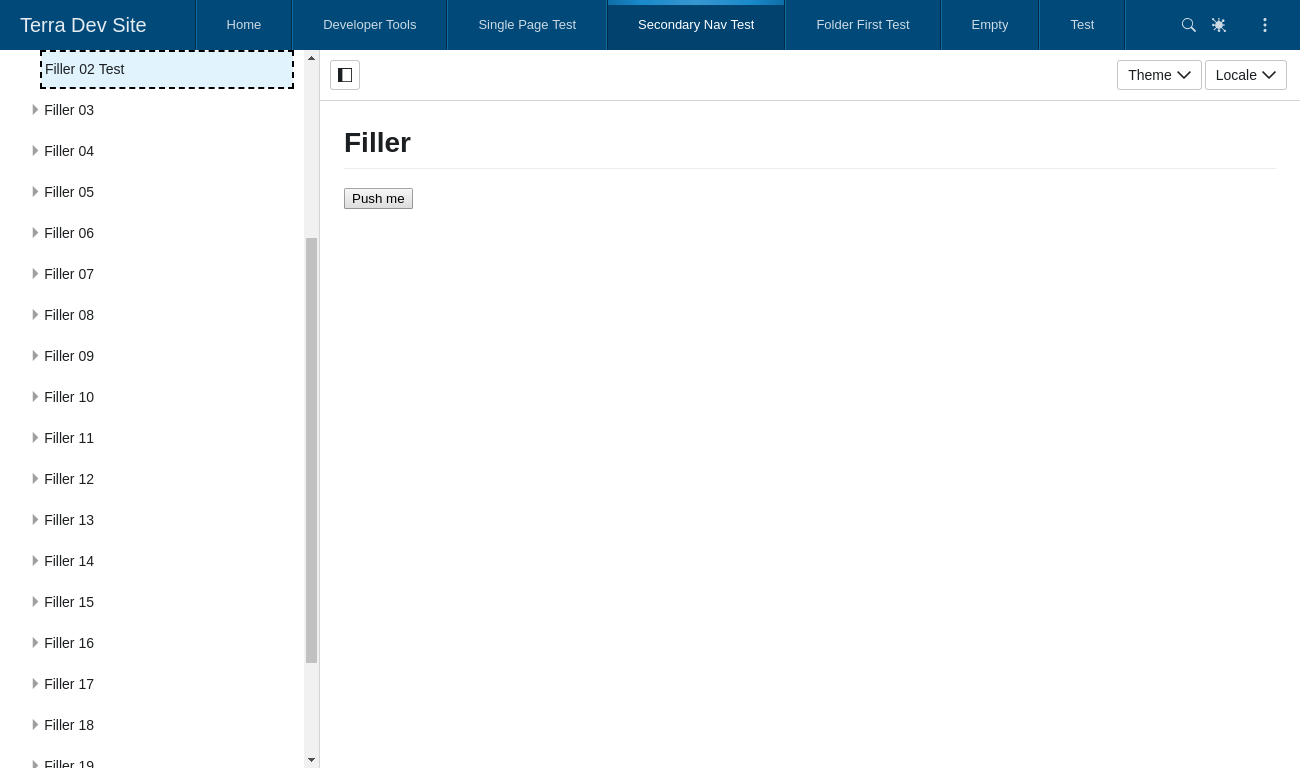 Terra Dev Site
Home
Developer Tools
Single Page Test
Secondary Nav Test
Folder First Test
Empty
Test
Filler 02 Test
Filler 03
Filler 04
Filler 05
Filler 06
Filler 07
Filler 08
Filler 09
Filler 10
Filler 11
Filler 12
Filler 13
Filler 14
Filler 15
Filler 16
Filler 17
Filler 18
Filler 19
Theme
Locale
Filler
Push me